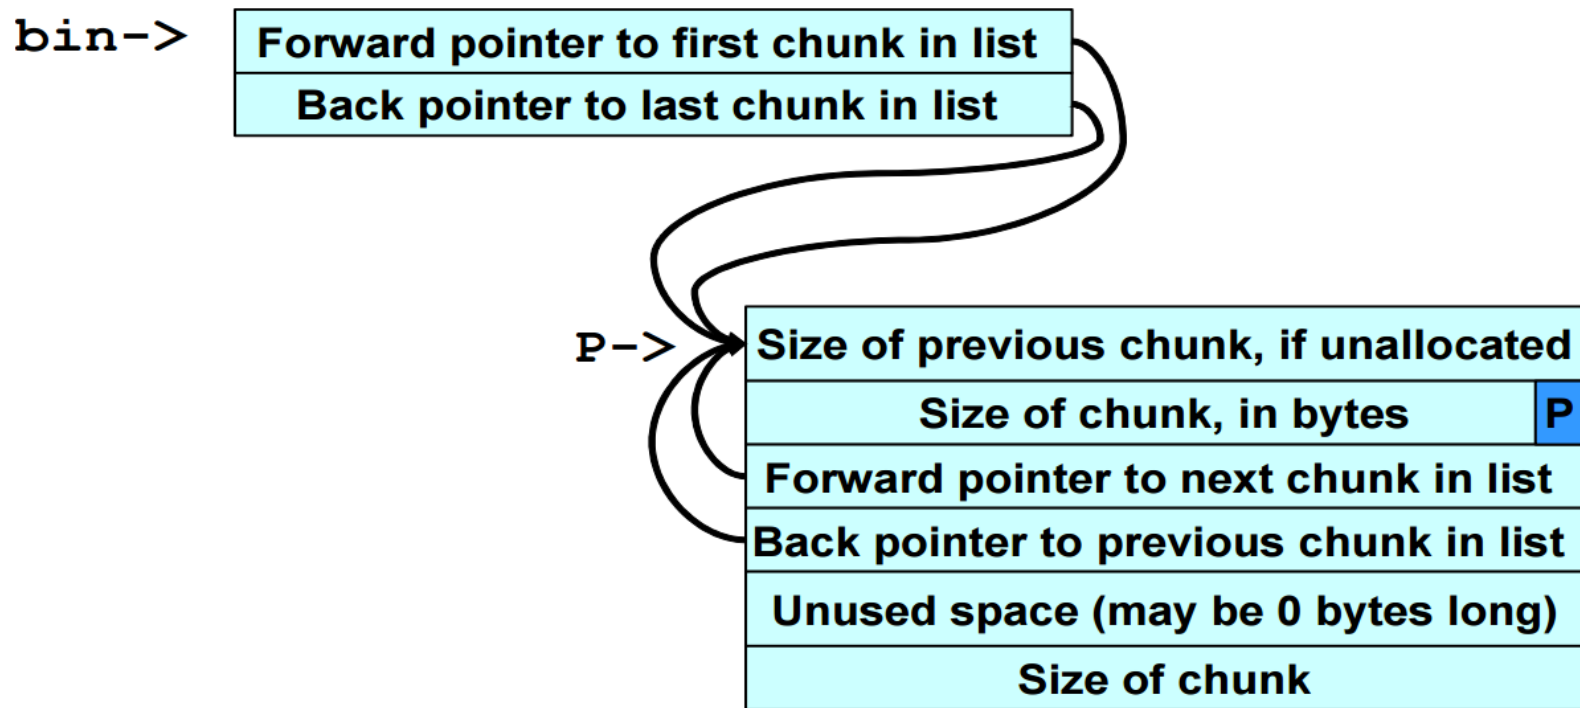 bin->
Forward pointer to first chunk in list
Back pointer to last chunk in list
P->
Size of previous chunk, if unallocated
Size of chunk, in bytes P
Forward pointer to next chunk in list
Back pointer to previous chunk in list
Unused space (may be 0 bytes long)
Size of chunk